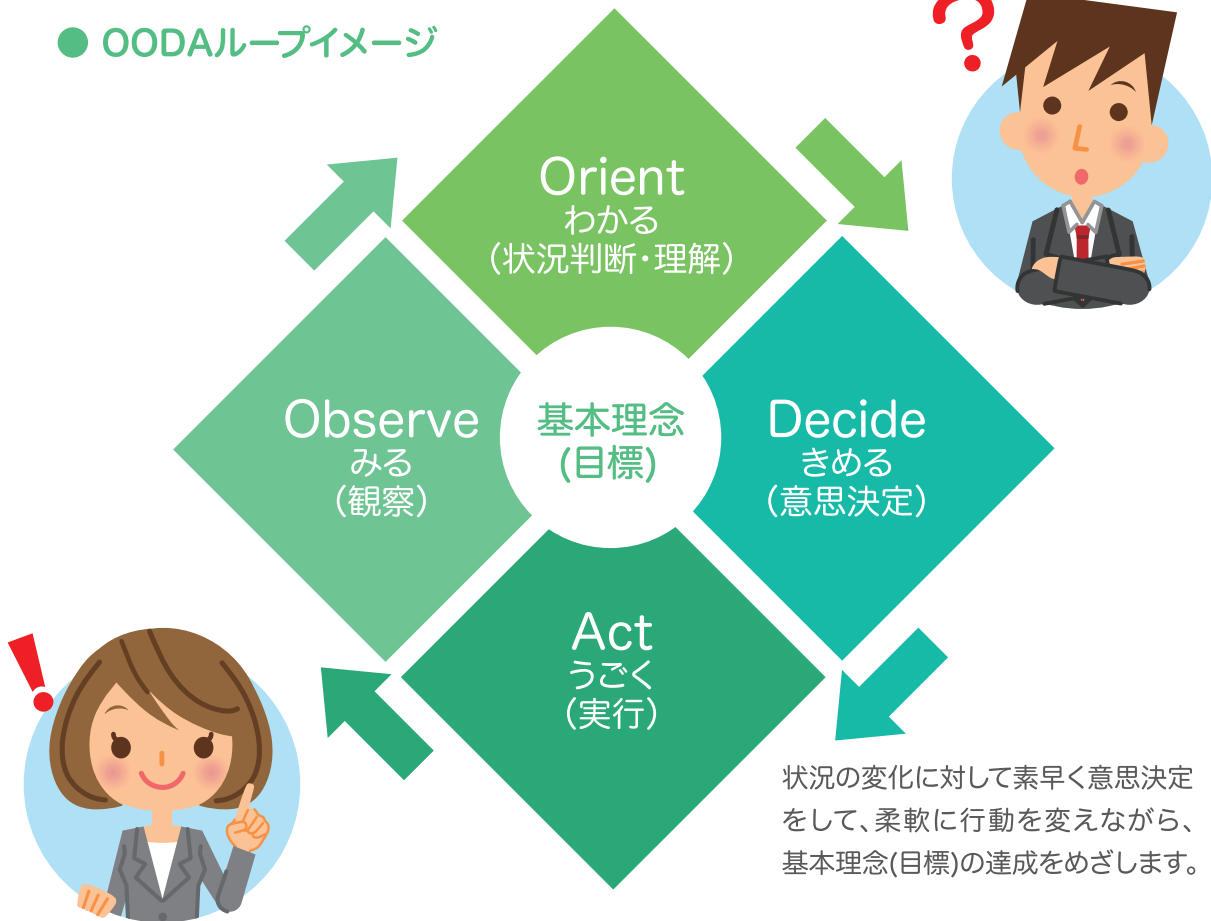 ● OODAループイメージ
?
Orient
わかる
（状況判断・理解）
Observe
みる
（観察）
基本理念
(目標)
Decide
きめる
（意思決定）
Act
うごく
（実行）
!
状況の変化に対して素早く意思決定
をして、柔軟に行動を変えながら、
基本理念(目標)の達成をめざします。